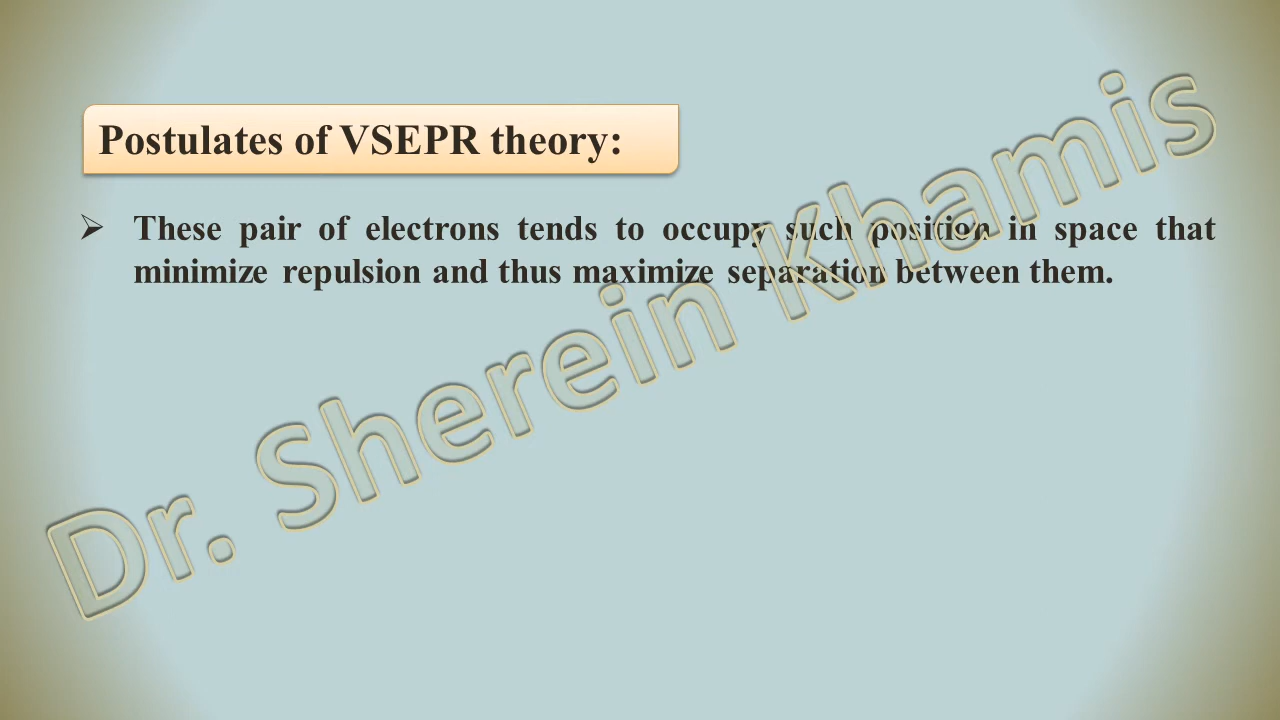 Postulates of VSEPR theory:
➢ These pair of electrons tends to occupy such position in space that
minimize repulsion and thus maximize separation between them.
Dr. Sherein Khamis